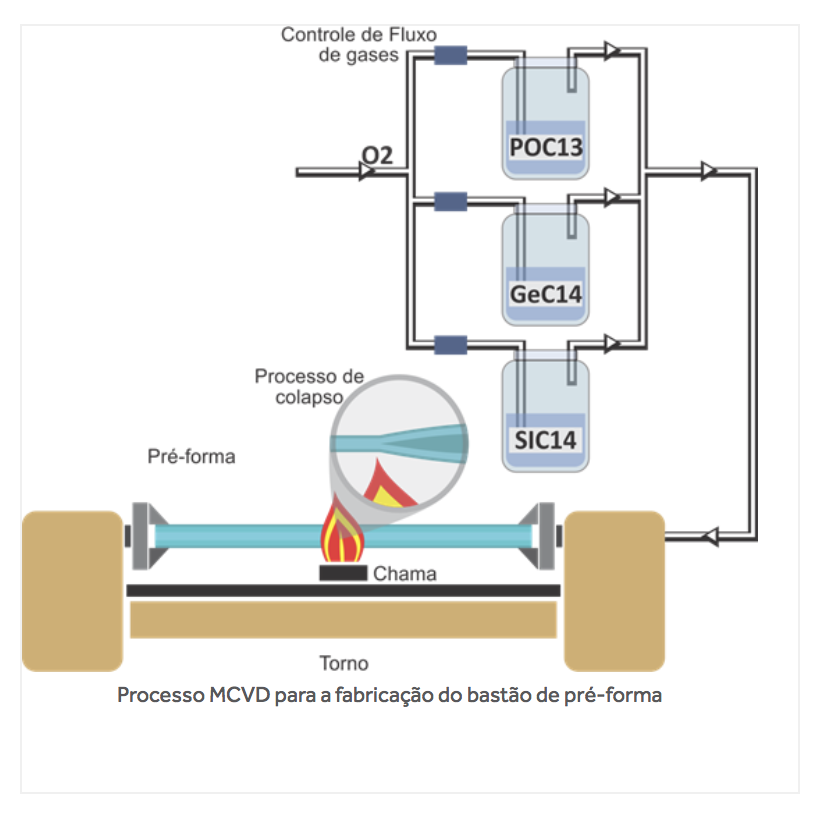 Controle de Fluxo
de gases
O2
POC13
GeC14
SIC14
Processo de
colapso
Pré-forma
Chama
Torno
Processo MCVD para a fabricação do bastão de pré-forma